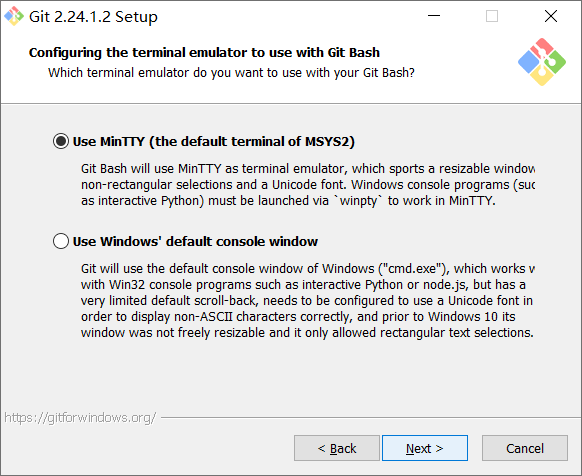 Git 2.24.1.2 Setup
Configuring the terminal emulator to use with Git Bash
Which terminal emulator do you want to use with your Git Bash?
Use MinTTY (the default terminal of MSYS2)
Git Bash will use MinTTY as terminal emulator, which sports a resizable window
non-rectangular selections and a Unicode font. Windows console programs (suc
as interactive Python) must be launched via `winpty` to work in MinTTY.
Use Windows' default console window
Git will use the default console window of Windows ("cmd.exe"), which works w
with Win32 console programs such as interactive Python or node.js, but has a
very limited default scroll-back, needs to be configured to use a Unicode font in
order to display non-ASCII characters correctly, and prior to Windows 10 its
window was not freely resizable and it only allowed rectangular text selections.
https://gitforwindows.org/
< Back
Next >
Cancel